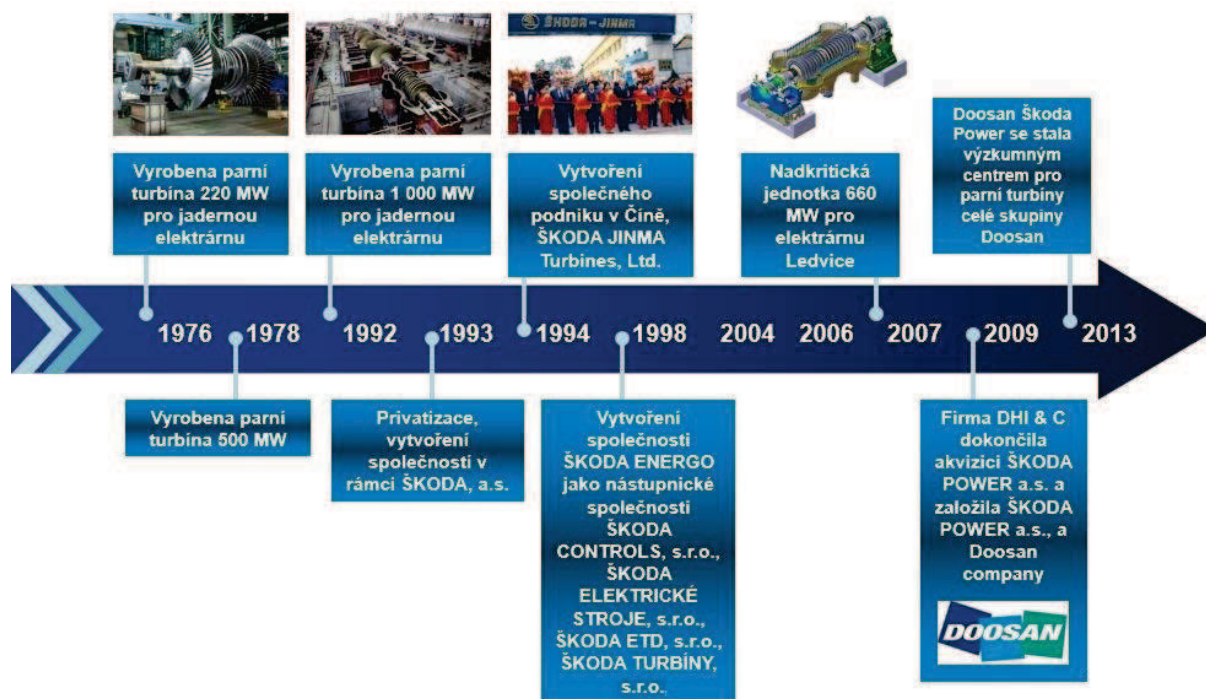 ŠKODA – JINMA
Vyrobena parní
turbína 220 MW
pro jadernou
elektrárnu
Vyrobena parní
turbína 1 000 MW
pro jadernou
elektrárnu
Vytvoření
společného
podniku v Číně,
ŠKODA JINMA
Turbines, Ltd.
Nadkritická
jednotka 660
MW pro
elektrárnu
Ledvice
Doosan Škoda
Power se stala
výzkumným
centrem pro
parní turbíny
celé skupiny
Doosan
1976 1978 1992 1993 1994 1998 2004 2006 2007 2009 2013
Vyrobena parní
turbína 500 MW
Privatizace,
vytvoření
společnosti v
rámci ŠKODA, a.s.
Vytvoření
společnosti
ŠKODA ENERGO
jako nástupnické
společnosti
ŠKODA
CONTROLS, s.r.o.,
ŠKODA
ELEKTRICKÉ
STROJE, s.r.o.,
ŠKODA ETD, s.r.o.,
ŠKODA TURBÍNY,
s.r.o.,
Firma DHI & C
dokončila
akvizici ŠKODA
POWER a.s. a
založila ŠKODA
POWER a.s., a
Doosan
company
DOOSAN